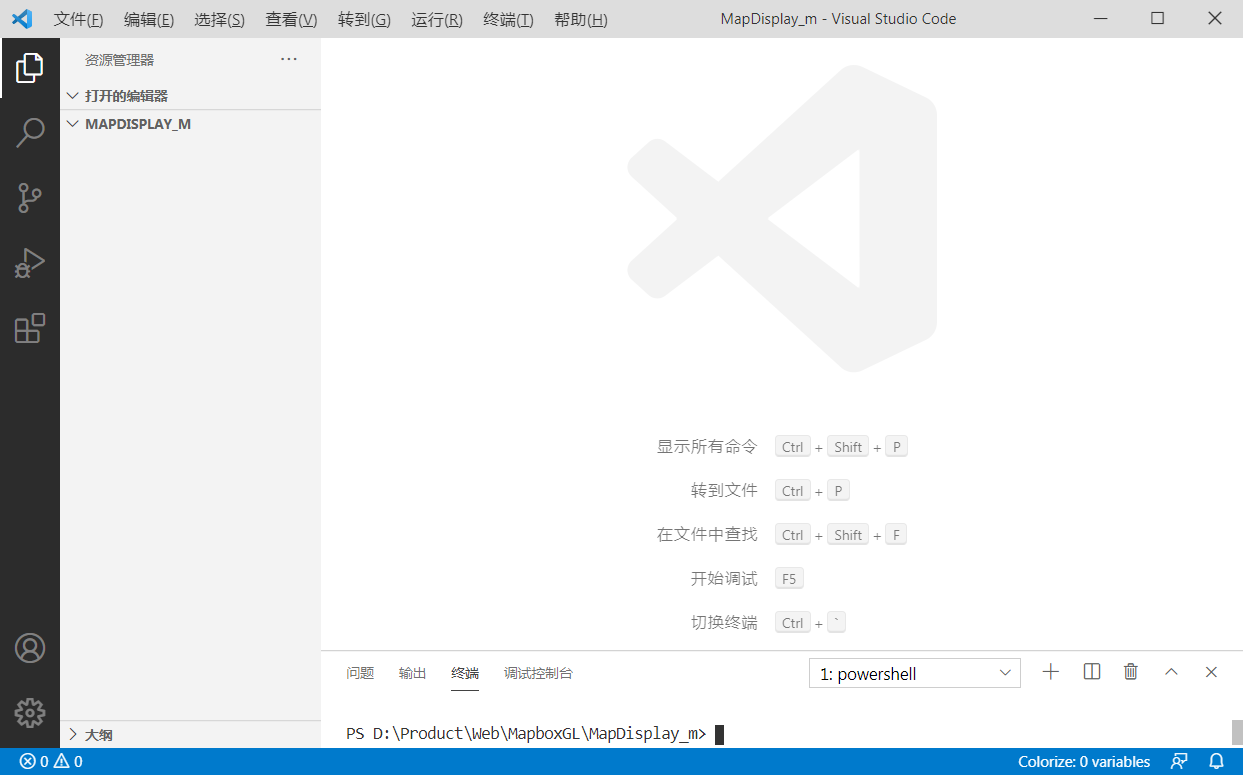 文件(F) 编辑(E) 选择(S) 查看(V) 转到(G) 运行(R) 终端(T) 帮助(H) MapDisplay_m - Visual Studio Code
资源管理器
打开的编辑器
MAPDISPLAY_M
显示所有命令 Ctrl + Shift + P
转到文件 Ctrl + P
在文件中查找 Ctrl + Shift + F
开始调试 F5
切换终端 Ctrl + `
问题 输出 终端 调试控制台 1: powershell
PS D:\Product\Web\MapboxGL\MapDisplay_m>
大纲
0 0 Colorize: 0 variables